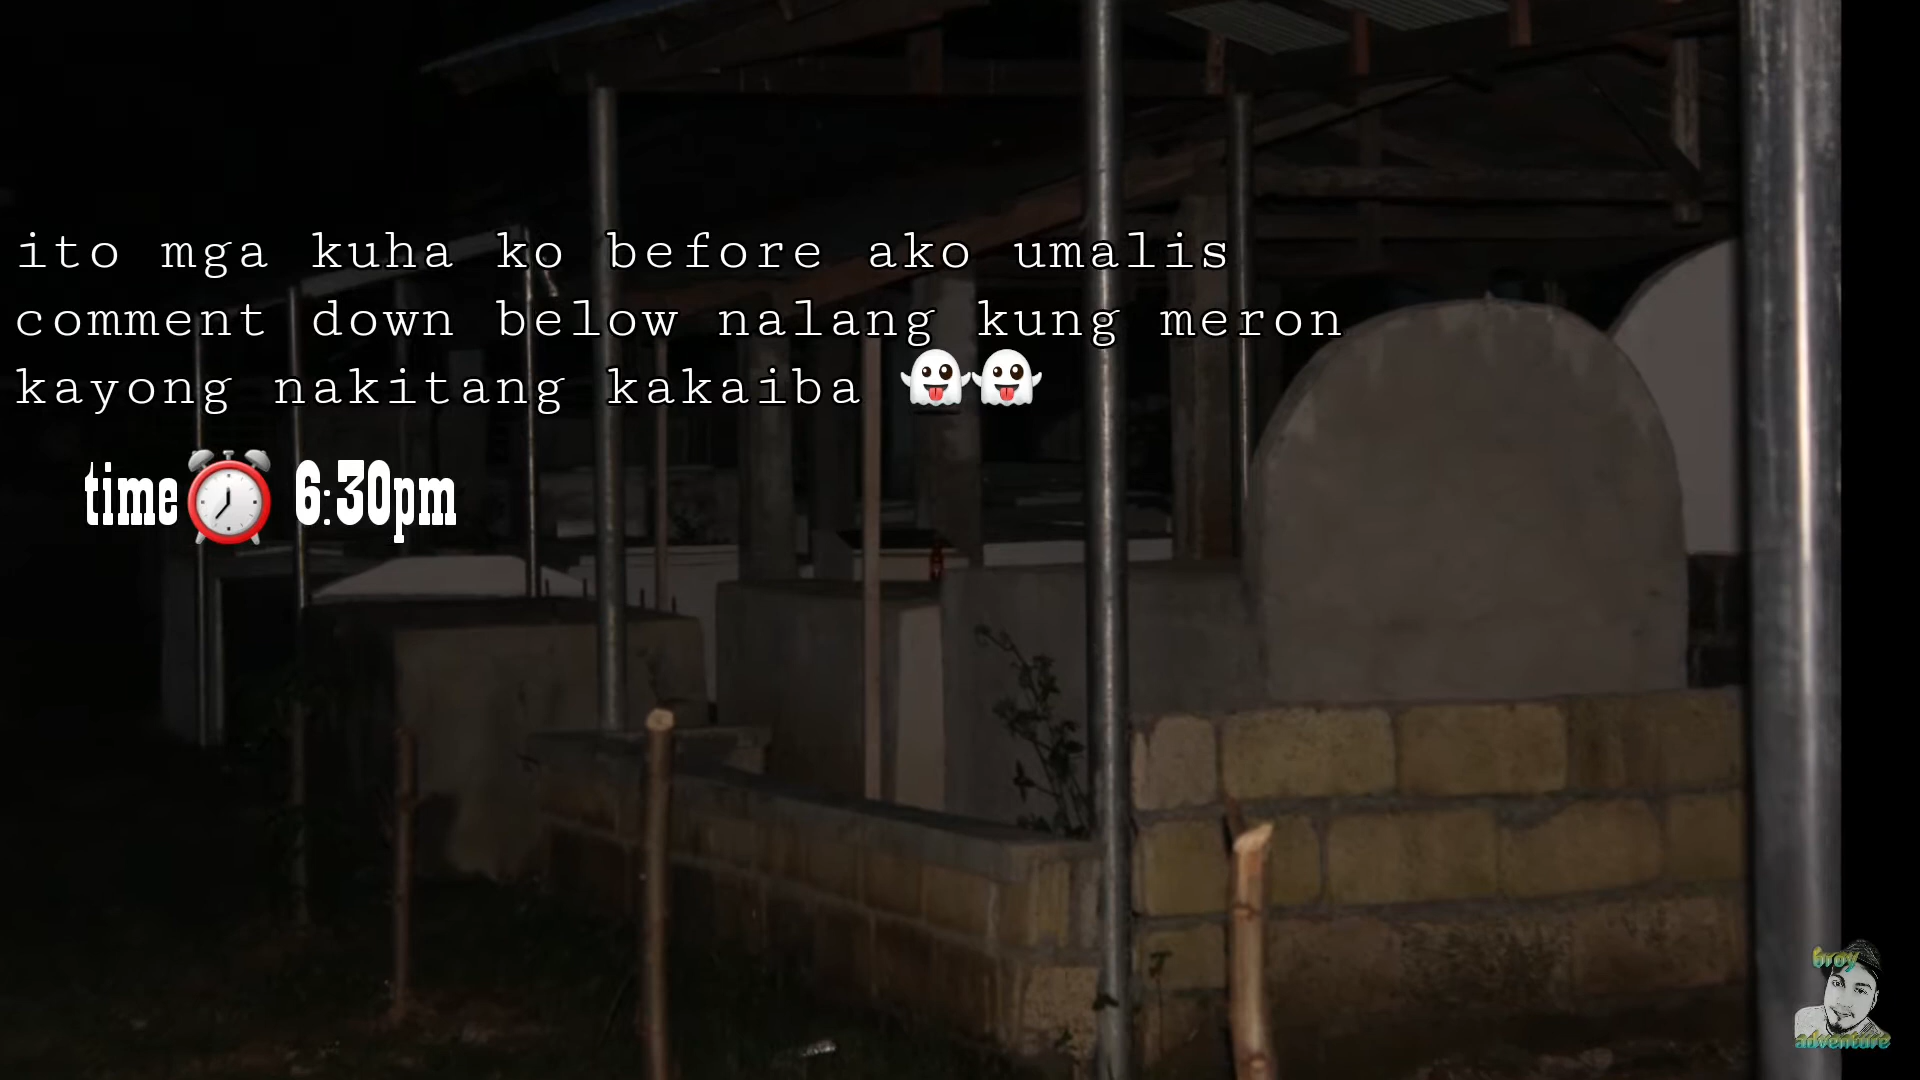 ito mga kuha ko before ako umalis
comment down below nalang kung meron
kayong nakitang kakaiba 👻👻
time⏰ 6:30pm
broy
adventure